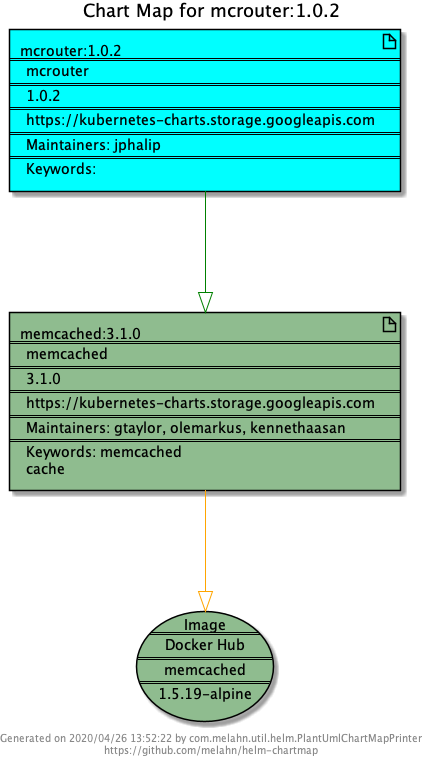 Chart Map for mcrouter:1.0.2
mcrouter:1.0.2
mcrouter
1.0.2
https://kubernetes-charts.storage.googleapis.com
Maintainers: jphalip
Keywords:
memcached:3.1.0
memcached
3.1.0
https://kubernetes-charts.storage.googleapis.com
Maintainers: gtaylor, olemarkus, kennethaasan
Keywords: memcached
cache
Image
Docker Hub
memcached
1.5.19-alpine
Generated on 2020/04/26 13:52:22 by com.melahn.util.helm.PlantUmlChartMapPrinter
https://github.com/melahn/helm-chartmap